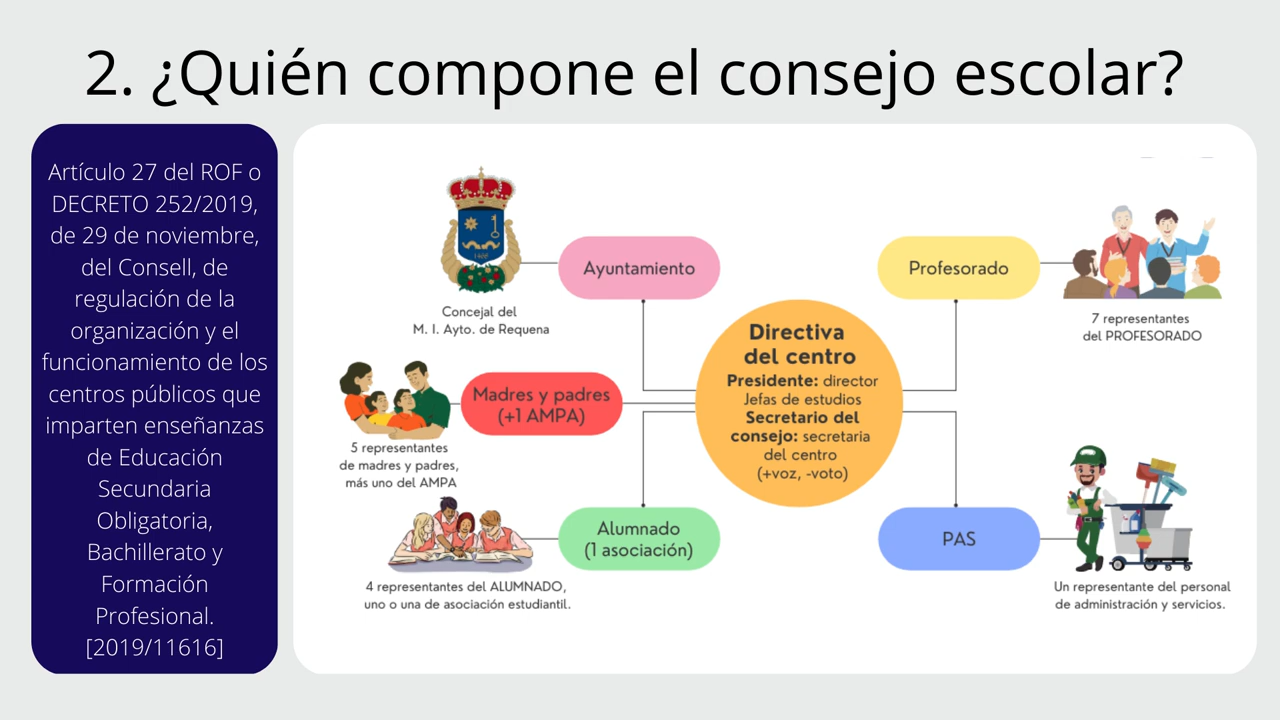 2. ¿Quién compone el consejo escolar?
Artículo 27 del ROF o
DECRETO 252/2019,
de 29 de noviembre,
del Consell, de
regulación de la
organización y el
funcionamiento de los
centros públicos que
imparten enseñanzas
de Educación
Secundaria
Obligatoria,
Bachillerato y
Formación
Profesional.
[2019/11616]
Concejal del
M. I. Ayto. de Requena
Ayuntamiento
Profesorado
7 representantes
del PROFESORADO
Madres y padres
(+1 AMPA)
5 representantes
de madres y padres,
más uno del AMPA
Directiva
del centro
Presidente: director
Jefas de estudios
Secretario del
consejo: secretaria
del centro
(+voz, -voto)
Alumnado
(1 asociación)
4 representantes del ALUMNADO,
uno o una de asociación estudiantil.
PAS
Un representante del personal
de administración y servicios.